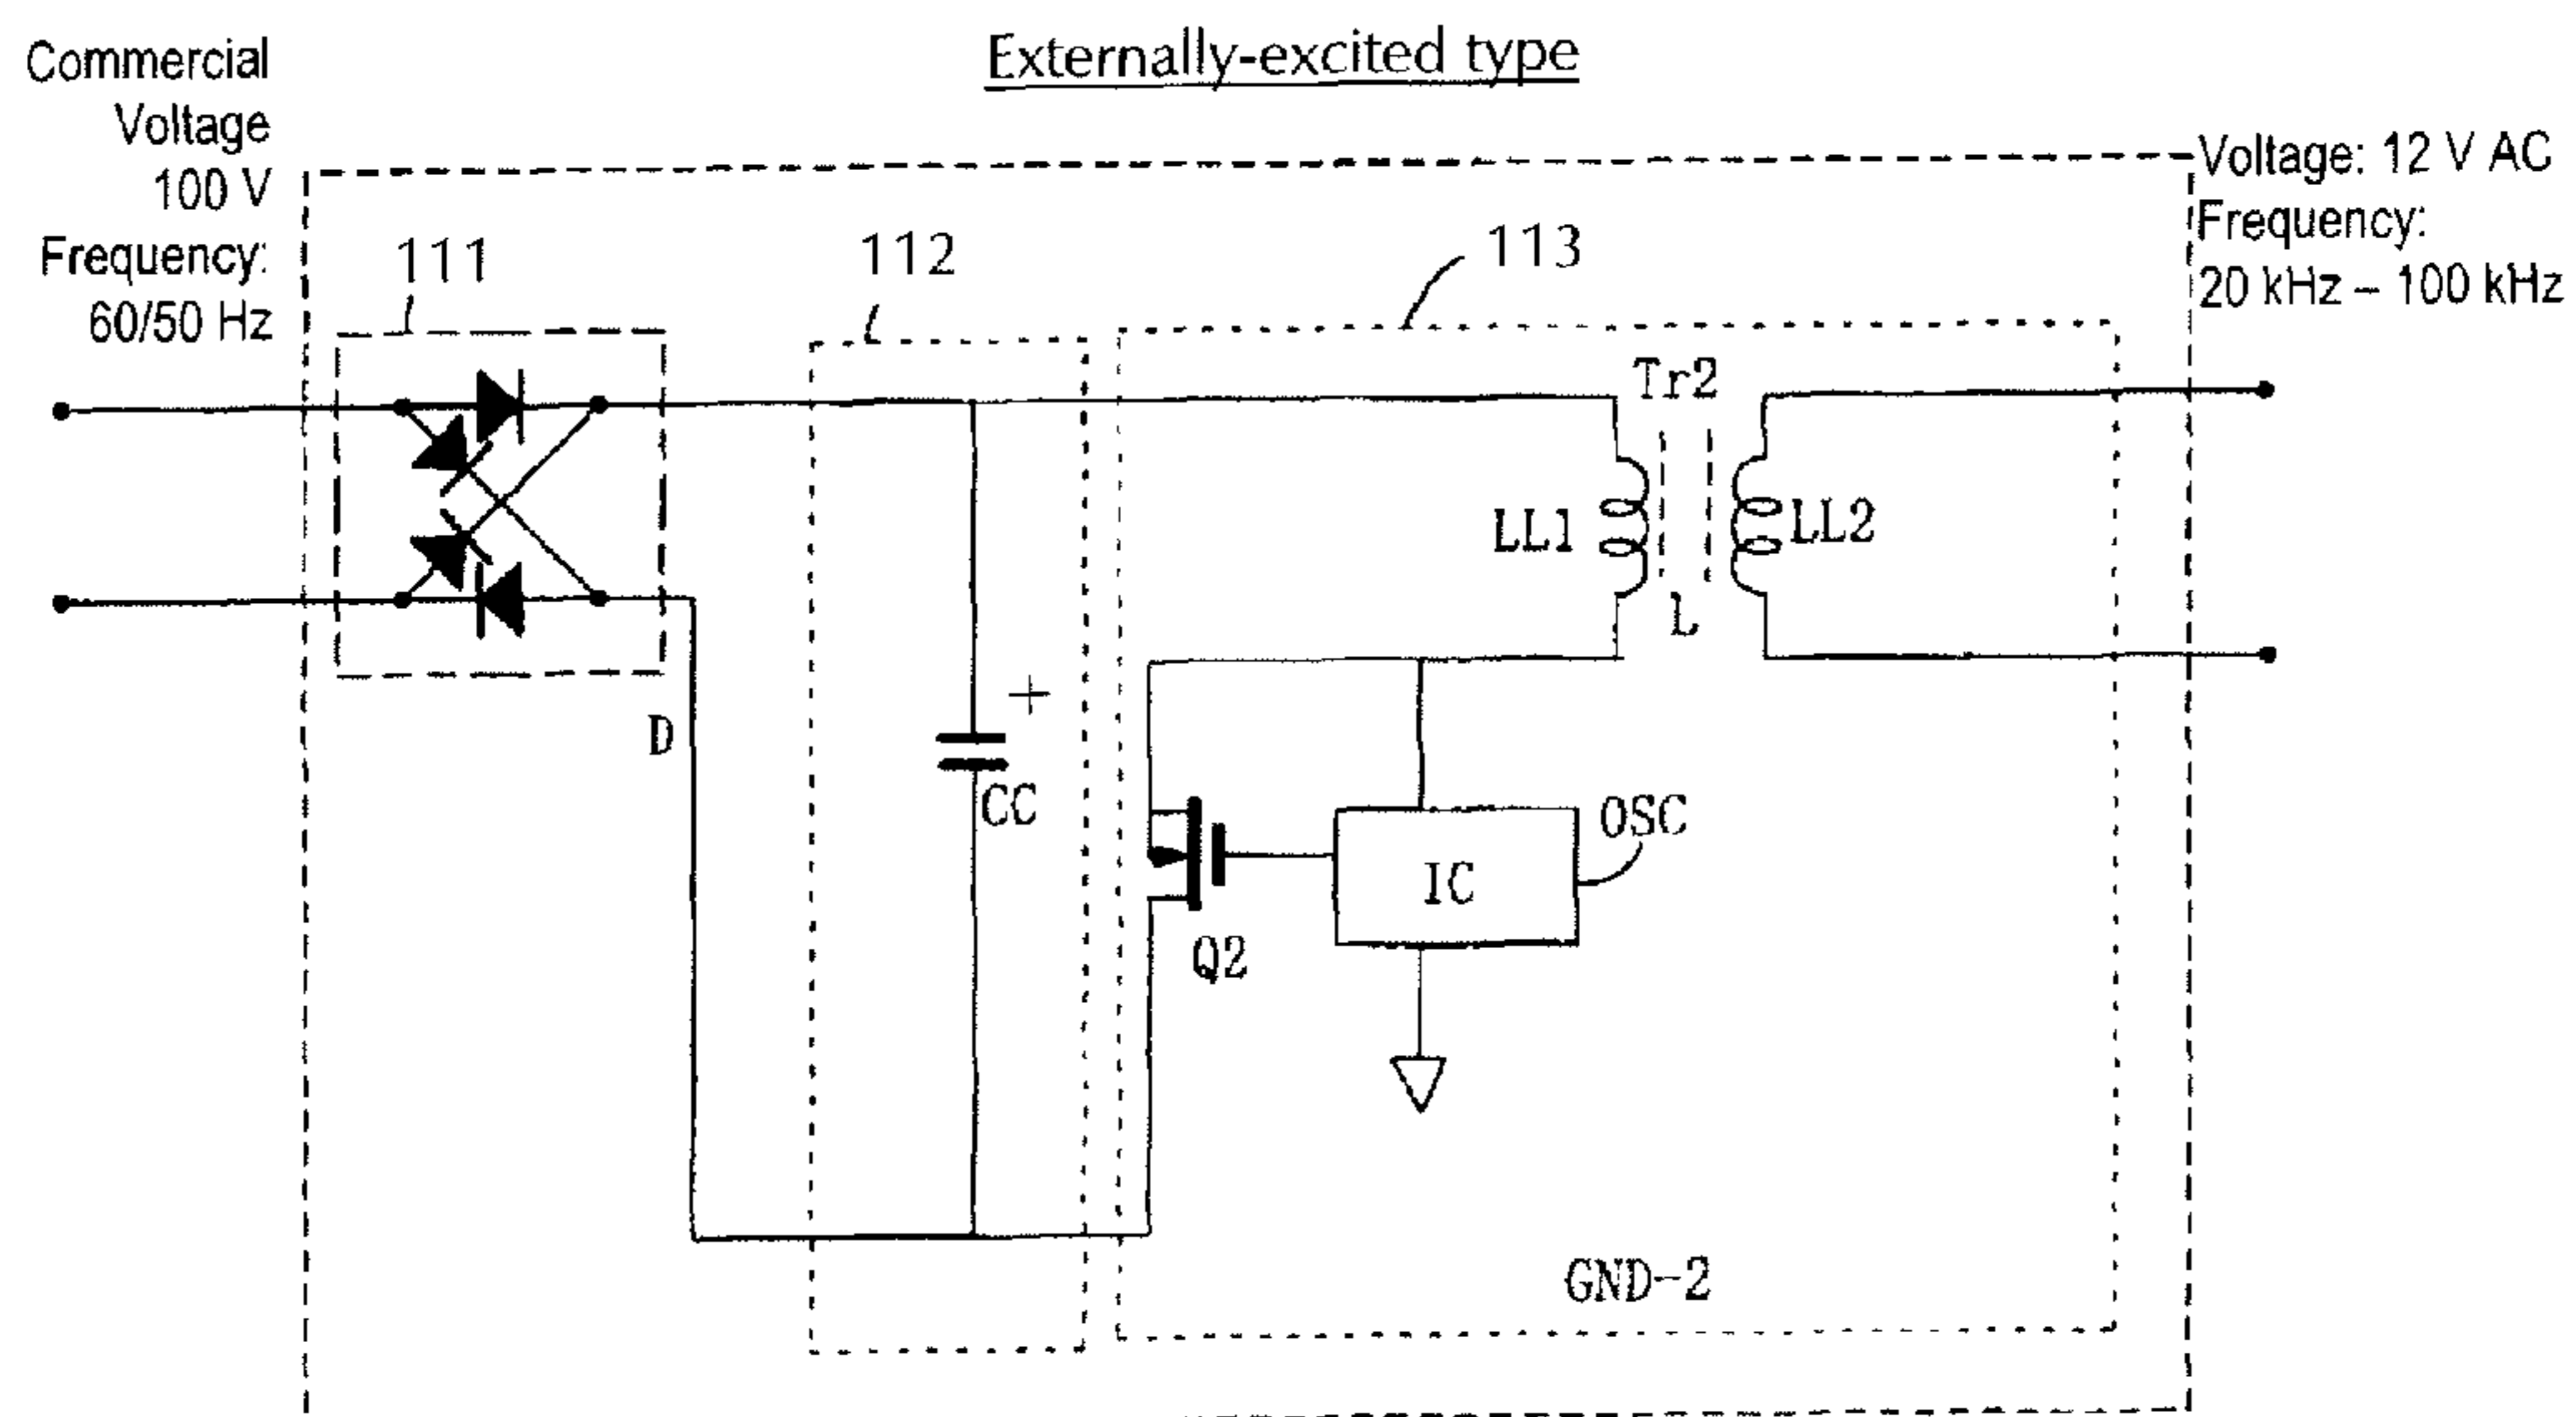 Externally-excited type
Commercial
Voltage
100 V
Frequency:
60/50 Hz
Voltage: 12 V AC
Frequency:
20 kHz – 100 kHz
111
112
113
Tr2
LL1
LL2
L
D
+
CC
OSC
IC
Q2
GND-2